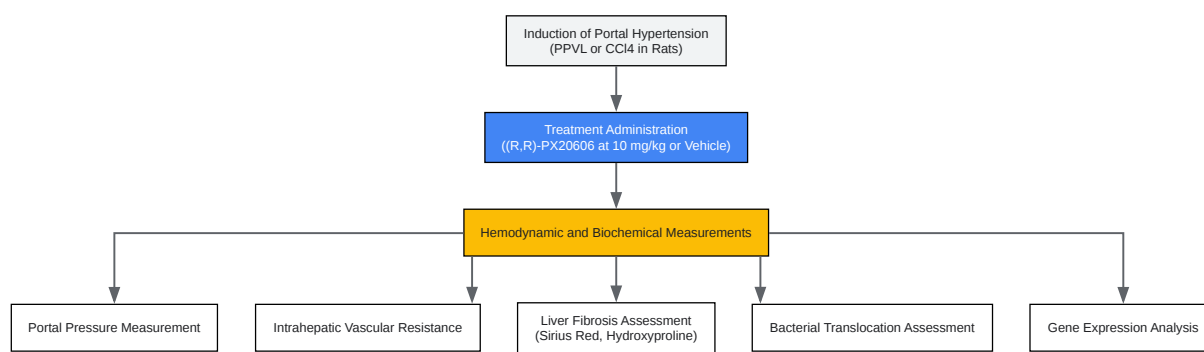 Induction of Portal Hypertension
(PPVL or CCl4 in Rats)
Treatment Administration
((R,R)-PX20606 at 10 mg/kg or Vehicle)
Hemodynamic and Biochemical Measurements
Portal Pressure Measurement
Intrahepatic Vascular Resistance
Liver Fibrosis Assessment
(Sirius Red, Hydroxyproline)
Bacterial Translocation Assessment
Gene Expression Analysis